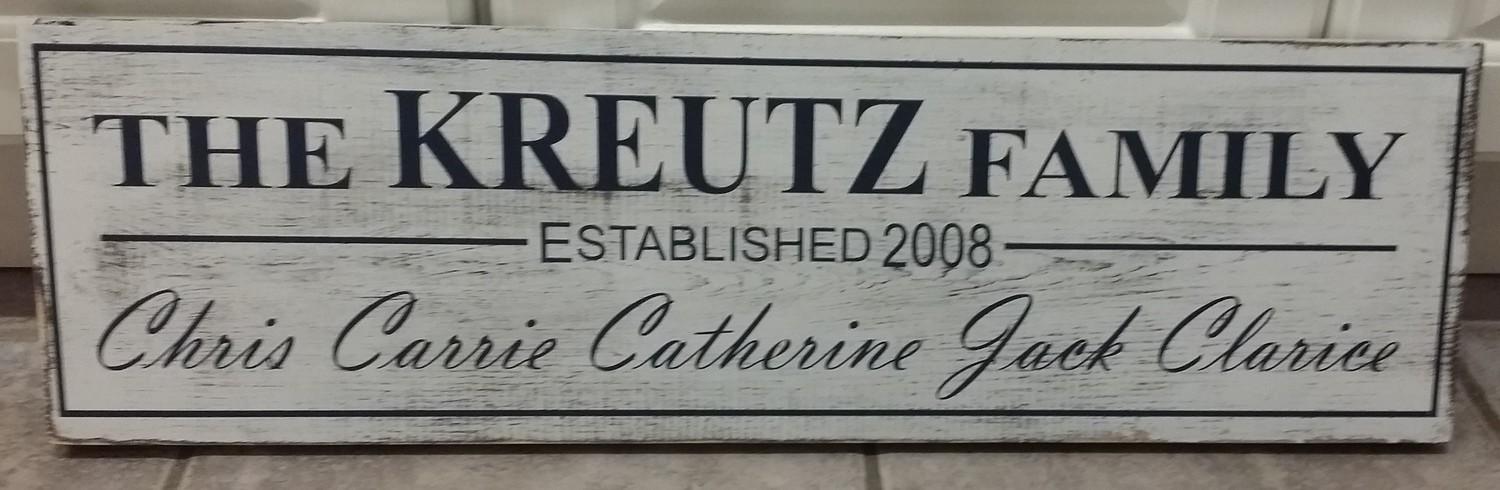 THE KREUTZ FAMILY
ESTABLISHED 2008
Chris Carrie Catherine Jack Clarice